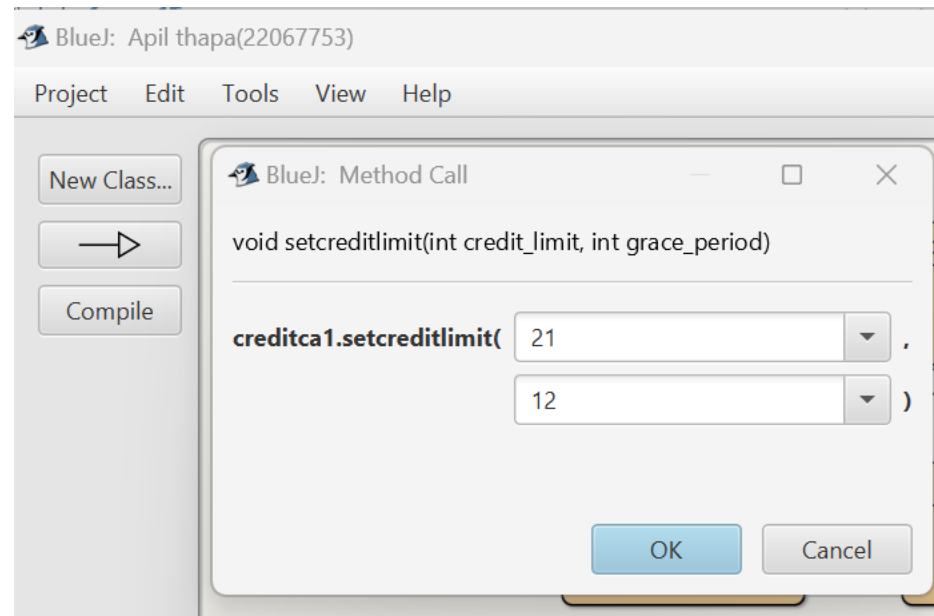 BlueJ: Apil thapa(22067753)
Project Edit Tools View Help
New Class...
Compile
BlueJ: Method Call
void setcreditlimit(int credit_limit, int grace_period)
creditca1.setcreditlimit( 21 ,
12 )
OK Cancel